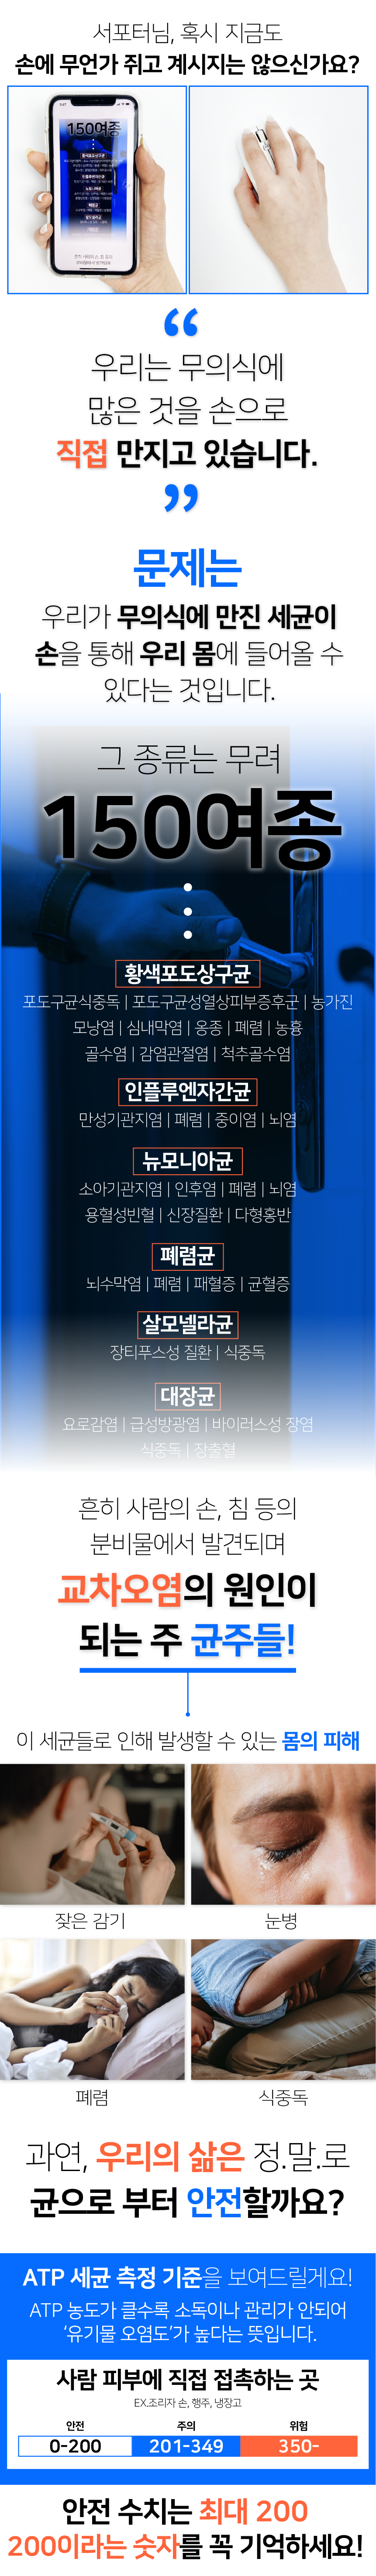 서포터님, 혹시 지금도
손에 무언가 쥐고 계시지는 않으신가요?
150여종
황색포도상구균
“
우리는 무의식에
많은 것을 손으로
직접 만지고 있습니다.
”
문제는
우리가 무의식에 만진 세균이
손을 통해 우리 몸에 들어올 수
있다는 것입니다.
그 종류는 무려
150여종
황색포도상구균
포도구균식중독 | 포도구균성열상피부증후군 | 농가진
모낭염 | 심내막염 | 옹종 | 폐렴 | 농흉
골수염 | 감염관절염 | 척추골수염
인플루엔자간균
만성기관지염 | 폐렴 | 중이염 | 뇌염
뉴모니아균
소아기관지염 | 인후염 | 폐렴 | 뇌염
용혈성빈혈 | 신장질환 | 다형홍반
폐렴균
뇌수막염 | 폐렴 | 패혈증 | 균혈증
살모넬라균
장티푸스성 질환 | 식중독
대장균
요로감염 | 급성방광염 | 바이러스성 장염
식중독 | 장출혈
흔히 사람의 손, 침 등의
분비물에서 발견되며
교차오염의 원인이
되는 주 균주들!
이 세균들로 인해 발생할 수 있는 몸의 피해
잦은 감기
눈병
폐렴
식중독
과연, 우리의 삶은 정.말.로
균으로 부터 안전할까요?
ATP 세균 측정 기준을 보여드릴게요!
ATP 농도가 클수록 소독이나 관리가 안되어
‘유기물 오염도’가 높다는 뜻입니다.
사람 피부에 직접 접촉하는 곳
EX.조리자 손, 행주, 냉장고
안전 주의 위험
0-200 201-349 350-
안전 수치는 최대 200
200이라는 숫자를 꼭 기억하세요!